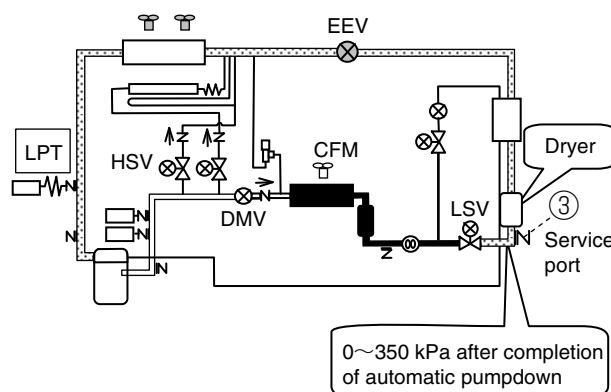 EEV
LPT
HSV
CFM
Dryer
DMV
LSV
③
Service
port
0～350 kPa after completion
of automatic pumpdown